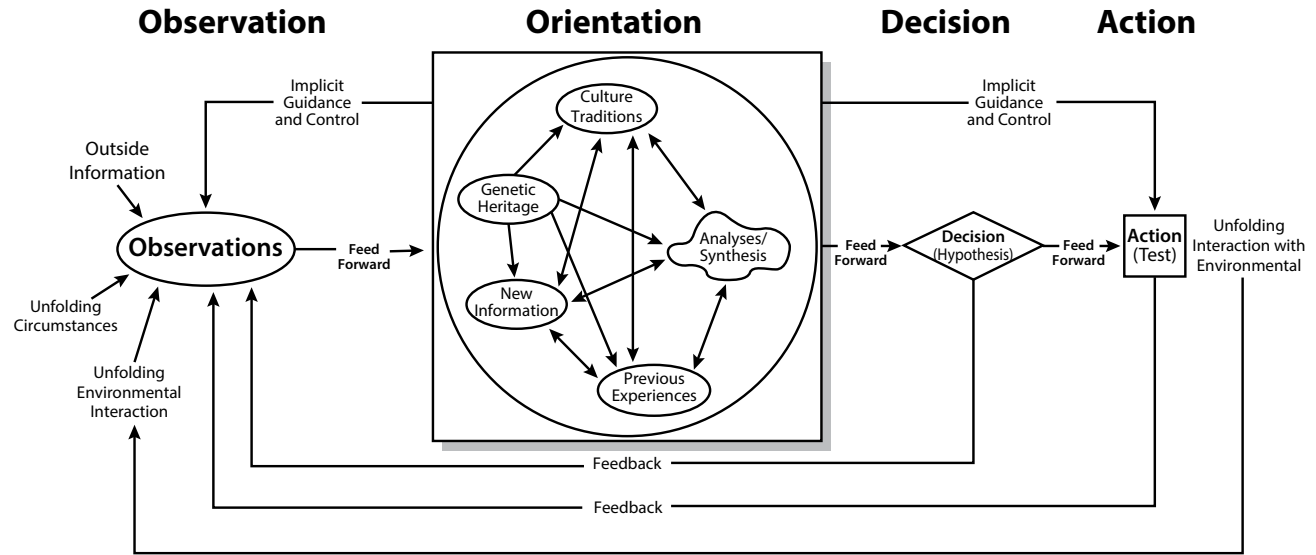 Observation
Orientation
Decision
Action
Implicit
Guidance
and Control
Implicit
Guidance
and Control
Outside
Information
Observations
Unfolding
Circumstances
Unfolding
Environmental
Interaction
Feed
Forward
Culture
Traditions
Genetic
Heritage
Analyses/
Synthesis
New
Information
Previous
Experiences
Feed
Forward
Decision
(Hypothesis)
Feed
Forward
Action
(Test)
Unfolding
Interaction with
Environmental
Feedback
Feedback